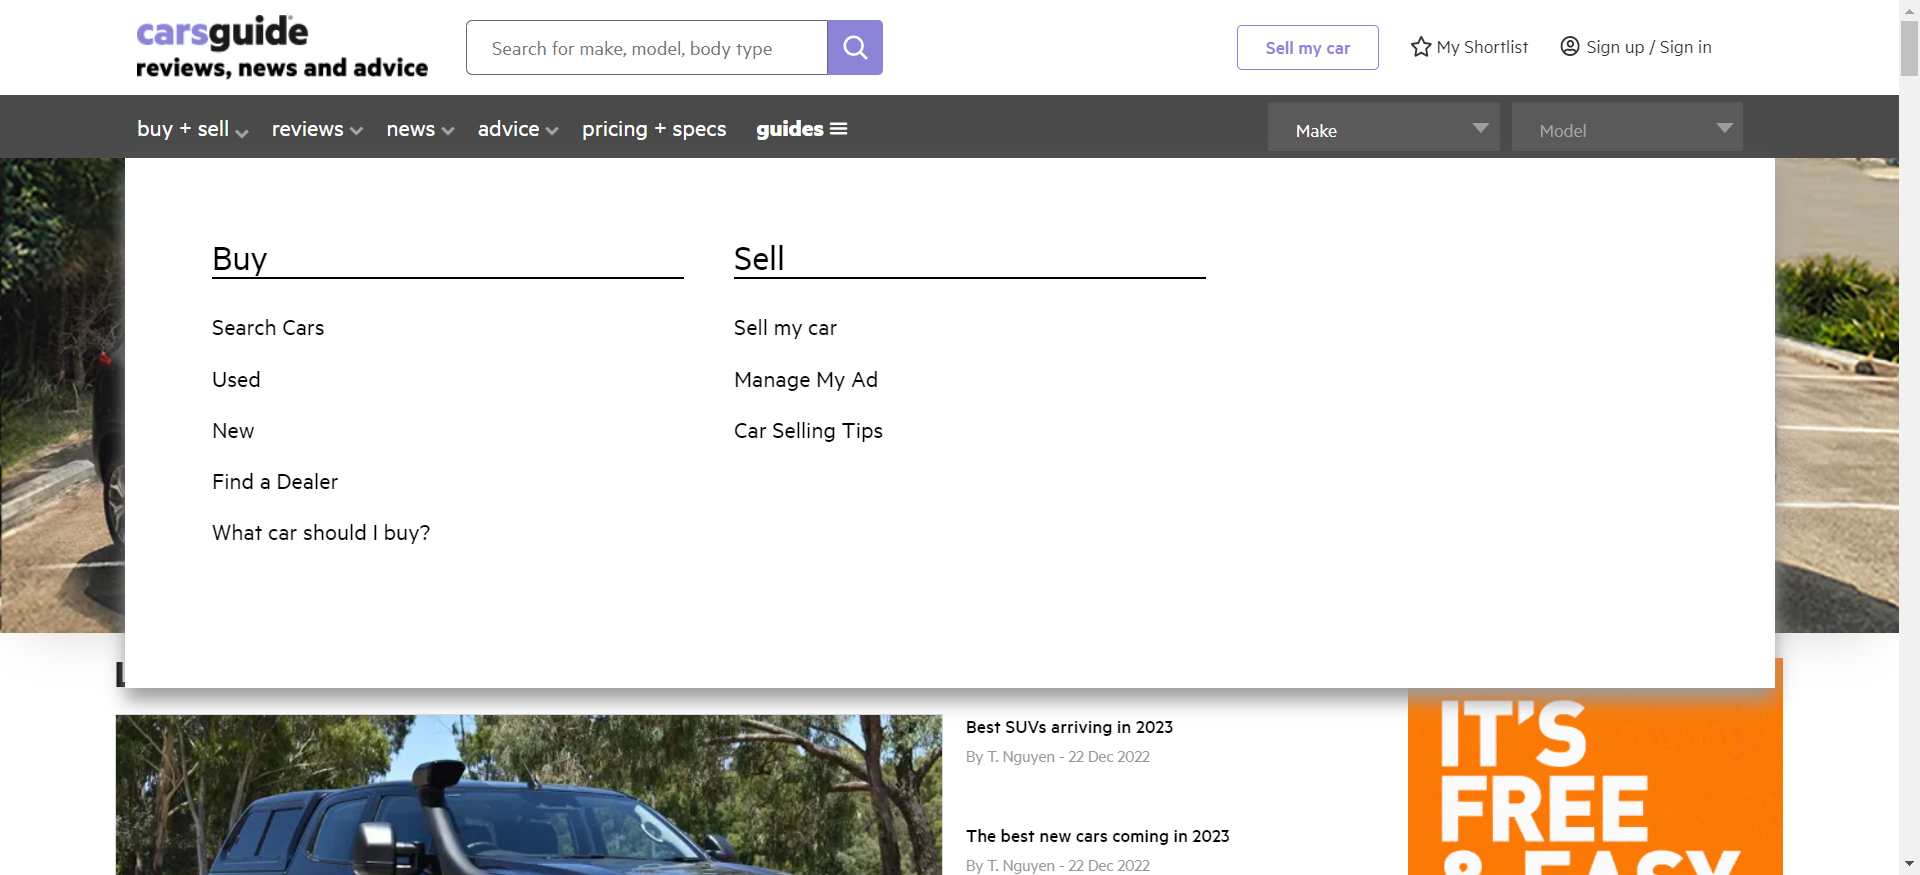 carsguide
reviews, news and advice
Search for make, model, body type
Sell my car
My Shortlist
Sign up / Sign in
buy + sell
reviews
news
advice
pricing + specs
guides
Make
Model
Buy
Sell
Search Cars
Used
New
Find a Dealer
What car should I buy?
Sell my car
Manage My Ad
Car Selling Tips
L
Best SUVs arriving in 2023
By T. Nguyen - 22 Dec 2022
The best new cars coming in 2023
By T. Nguyen - 22 Dec 2022
IT'S
FREE
& EASY